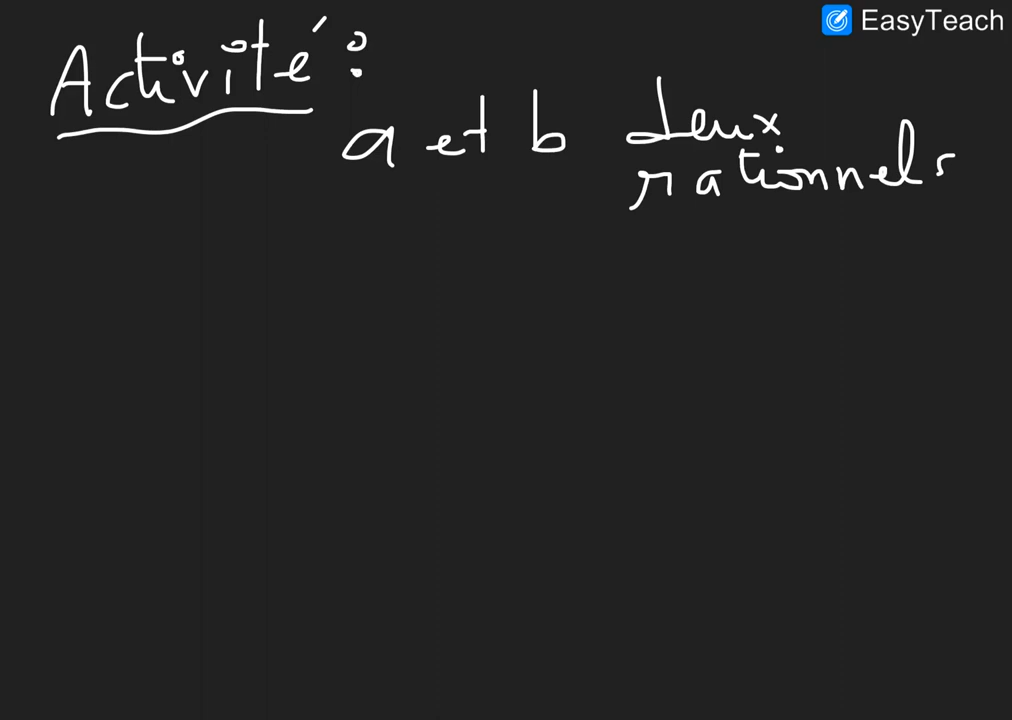 EasyTeach
Activité :
a et b deux
rationnels